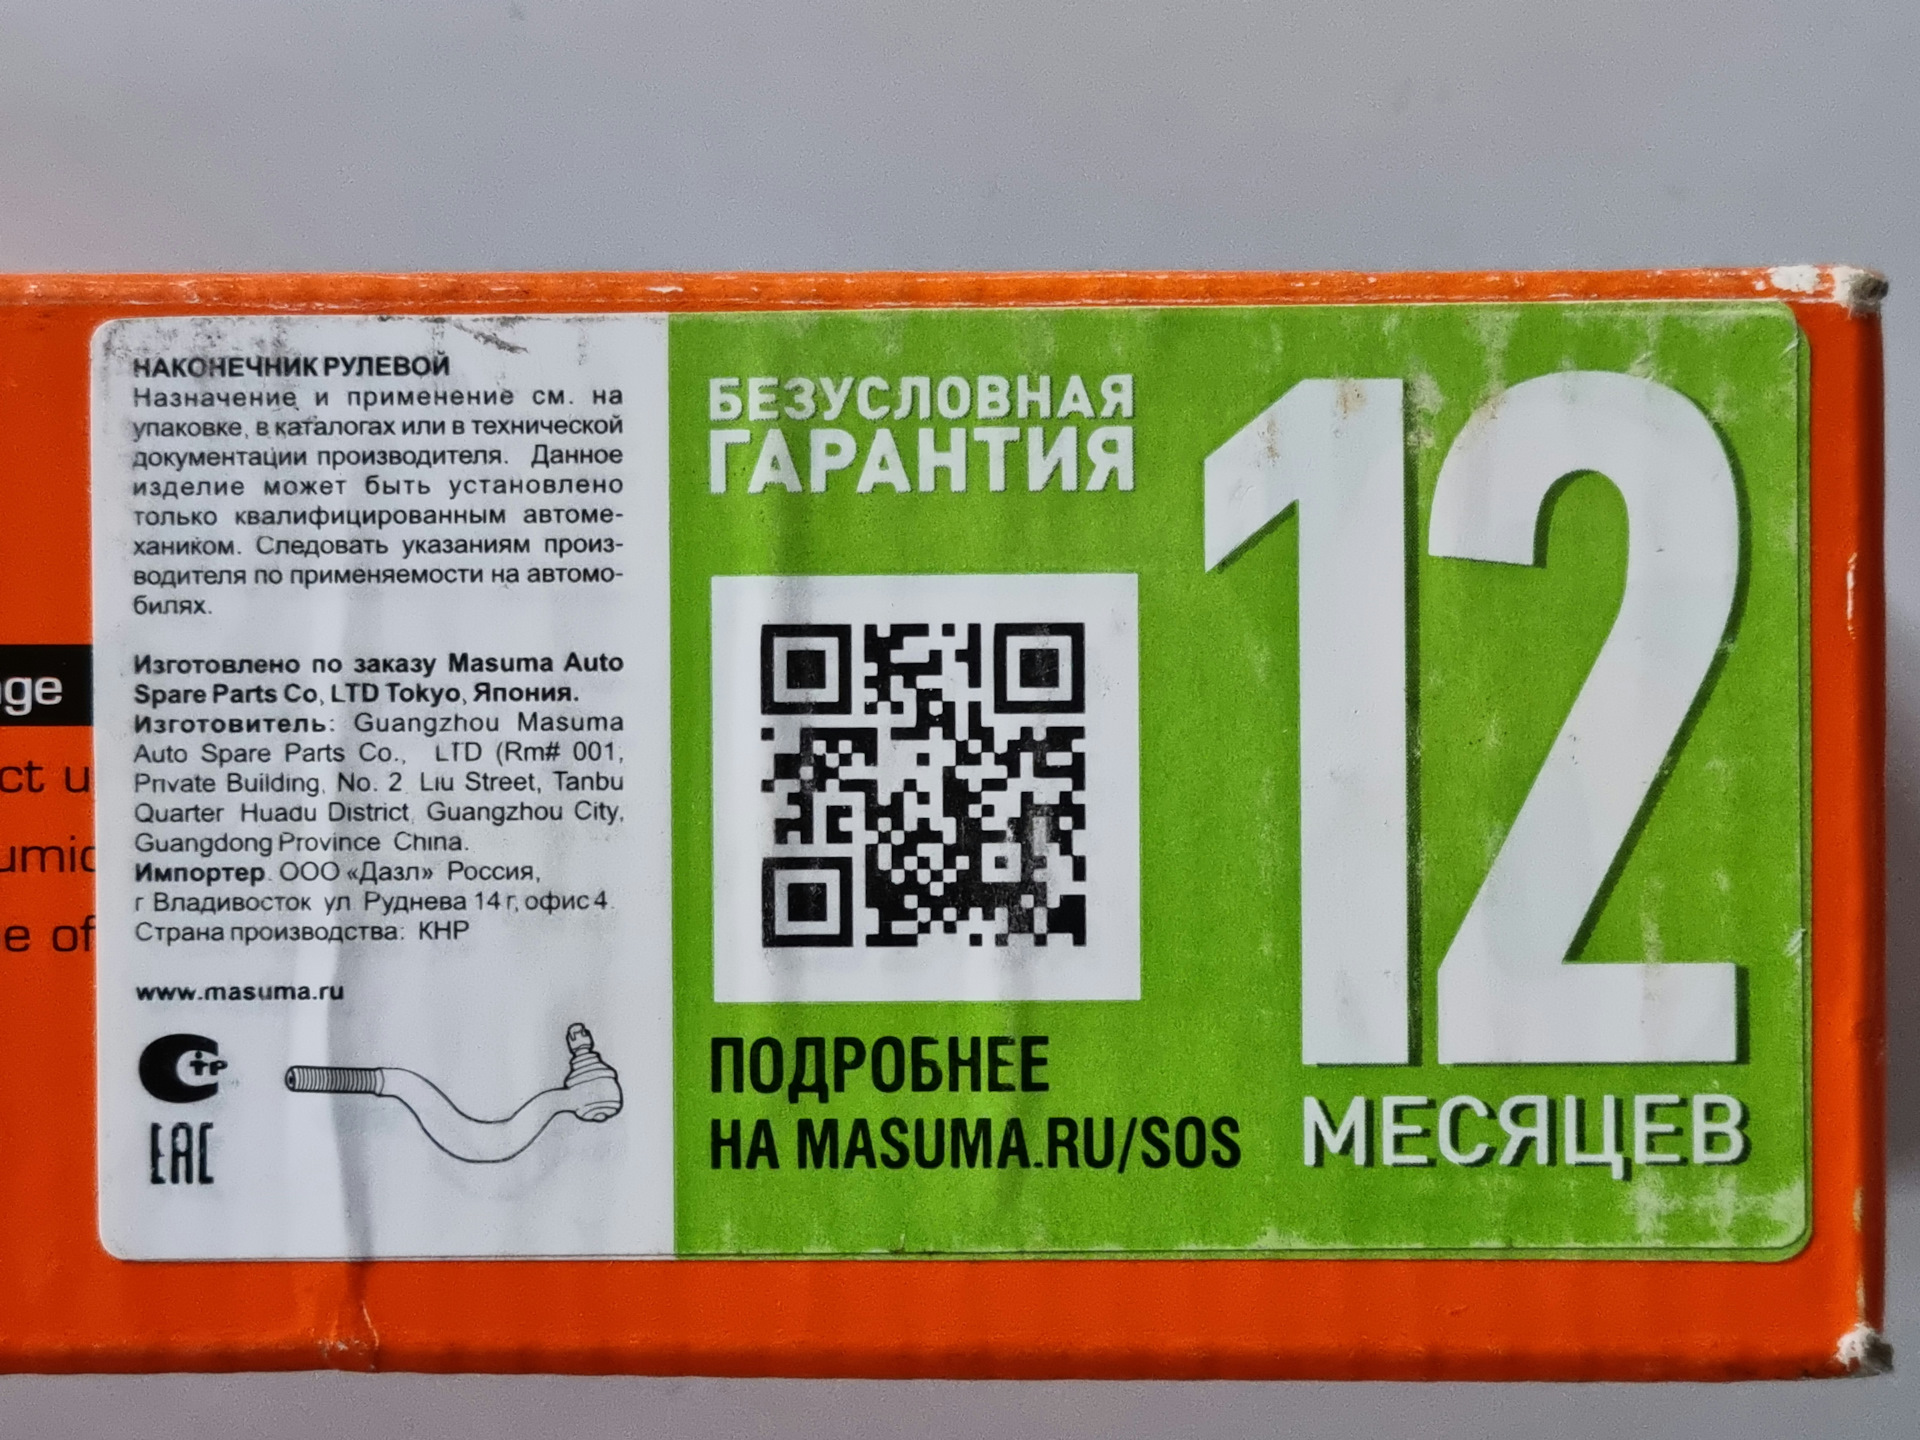 НАКОНЕЧНИК РУЛЕВОЙ
Назначение и применение см. на
упаковке, в каталогах или в технической
документации производителя. Данное
изделие может быть установлено
только квалифицированным автоме-
хаником. Следовать указаниям произ-
водителя по применяемости на автомо-
билях.
Изготовлено по заказу Masuma Auto
Spare Parts Co, LTD Tokyo, Япония.
Изготовитель: Guangzhou Masuma
Auto Spare Parts Co., LTD (Rm# 001,
Private Building, No. 2 Liu Street, Tanbu
Quarter Huadu District, Guangzhou City,
Guangdong Province China.
Импортер. ООО «Дазл» Россия,
г Владивосток ул Руднева 14 г, офис 4.
Страна производства: КНР
www.masuma.ru
СТР
EAC
БЕЗУСЛОВНАЯ
ГАРАНТИЯ
12
МЕСЯЦЕВ
ПОДРОБНЕЕ
НА MASUMA.RU/SOS
ge
ct u
umic
e of